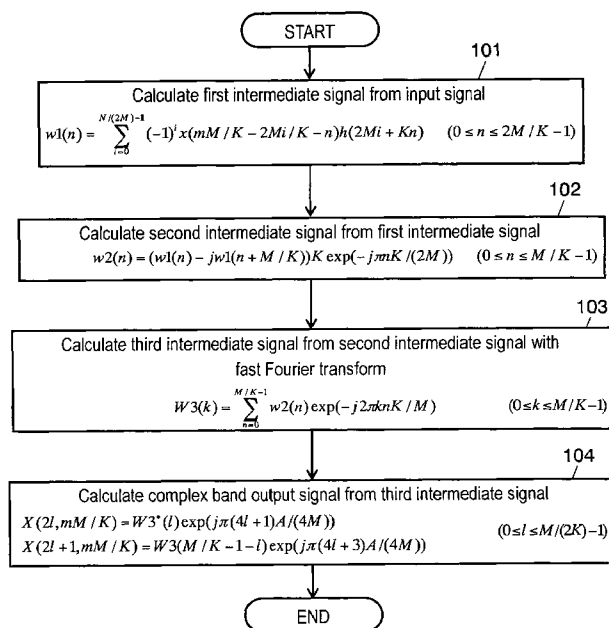 START
101
Calculate first intermediate signal from input signal
w1(n) = \sum_{i=0}^{N/(2M)-1} (-1)^i x(mM/K - 2Mi/K - n)h(2Mi + Kn) (0 ≤ n ≤ 2M/K - 1)
102
Calculate second intermediate signal from first intermediate signal
w2(n) = (w1(n) - jw1(n + M/K))K exp(-jπnK/(2M)) (0 ≤ n ≤ M/K - 1)
103
Calculate third intermediate signal from second intermediate signal with
fast Fourier transform
W3(k) = \sum_{n=0}^{M/K-1} w2(n) exp(-j2πknK/M) (0 ≤ k ≤ M/K - 1)
104
Calculate complex band output signal from third intermediate signal
X(2l, mM/K) = W3*(l) exp(jπ(4l + 1)A/(4M))
(0 ≤ l ≤ M/(2K) - 1)
X(2l + 1, mM/K) = W3(M/K - 1 - l) exp(jπ(4l + 3)A/(4M))
END